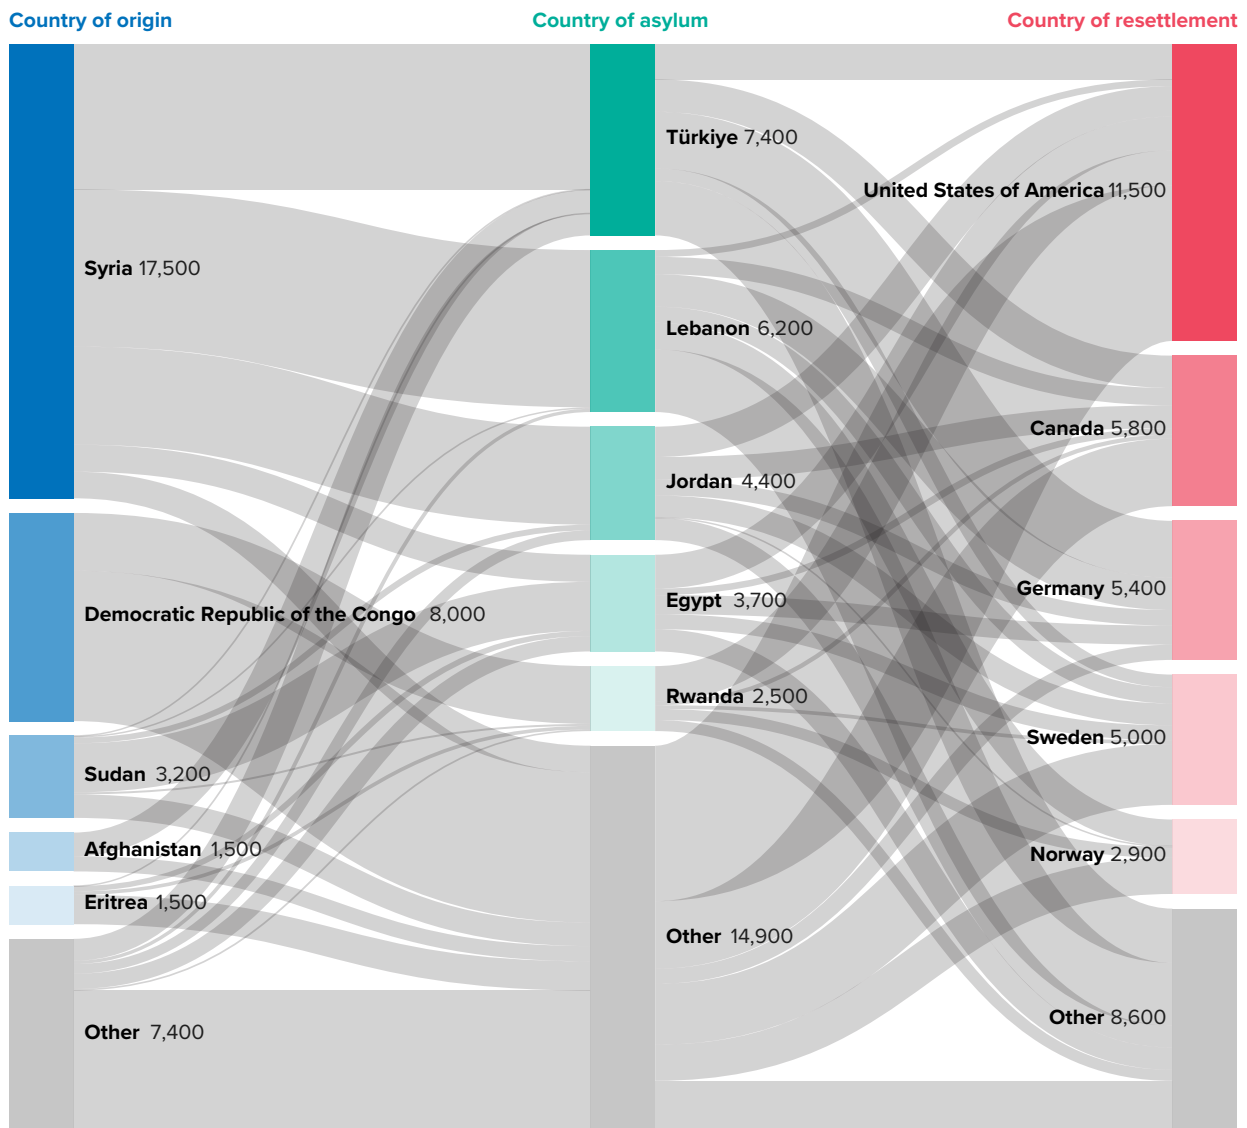 Country of origin
Country of asylum
Country of resettlement
Syria 17,500
Democratic Republic of the Congo 8,000
Sudan 3,200
Afghanistan 1,500
Eritrea 1,500
Other 7,400
Türkiye 7,400
Lebanon 6,200
Jordan 4,400
Egypt 3,700
Rwanda 2,500
Other 14,900
United States of America 11,500
Canada 5,800
Germany 5,400
Sweden 5,000
Norway 2,900
Other 8,600